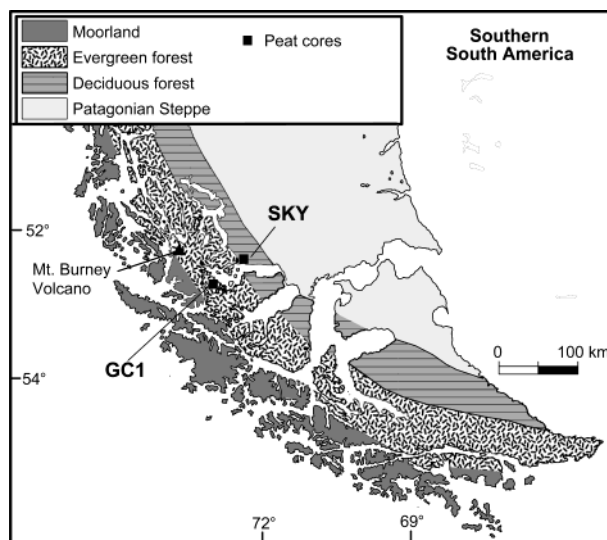 Moorland
Evergreen forest
Deciduous forest
Patagonian Steppe
Peat cores
Southern
South America
52°
SKY
Mt. Burney
Volcano
GC1
54°
0 100 km
72° 69°